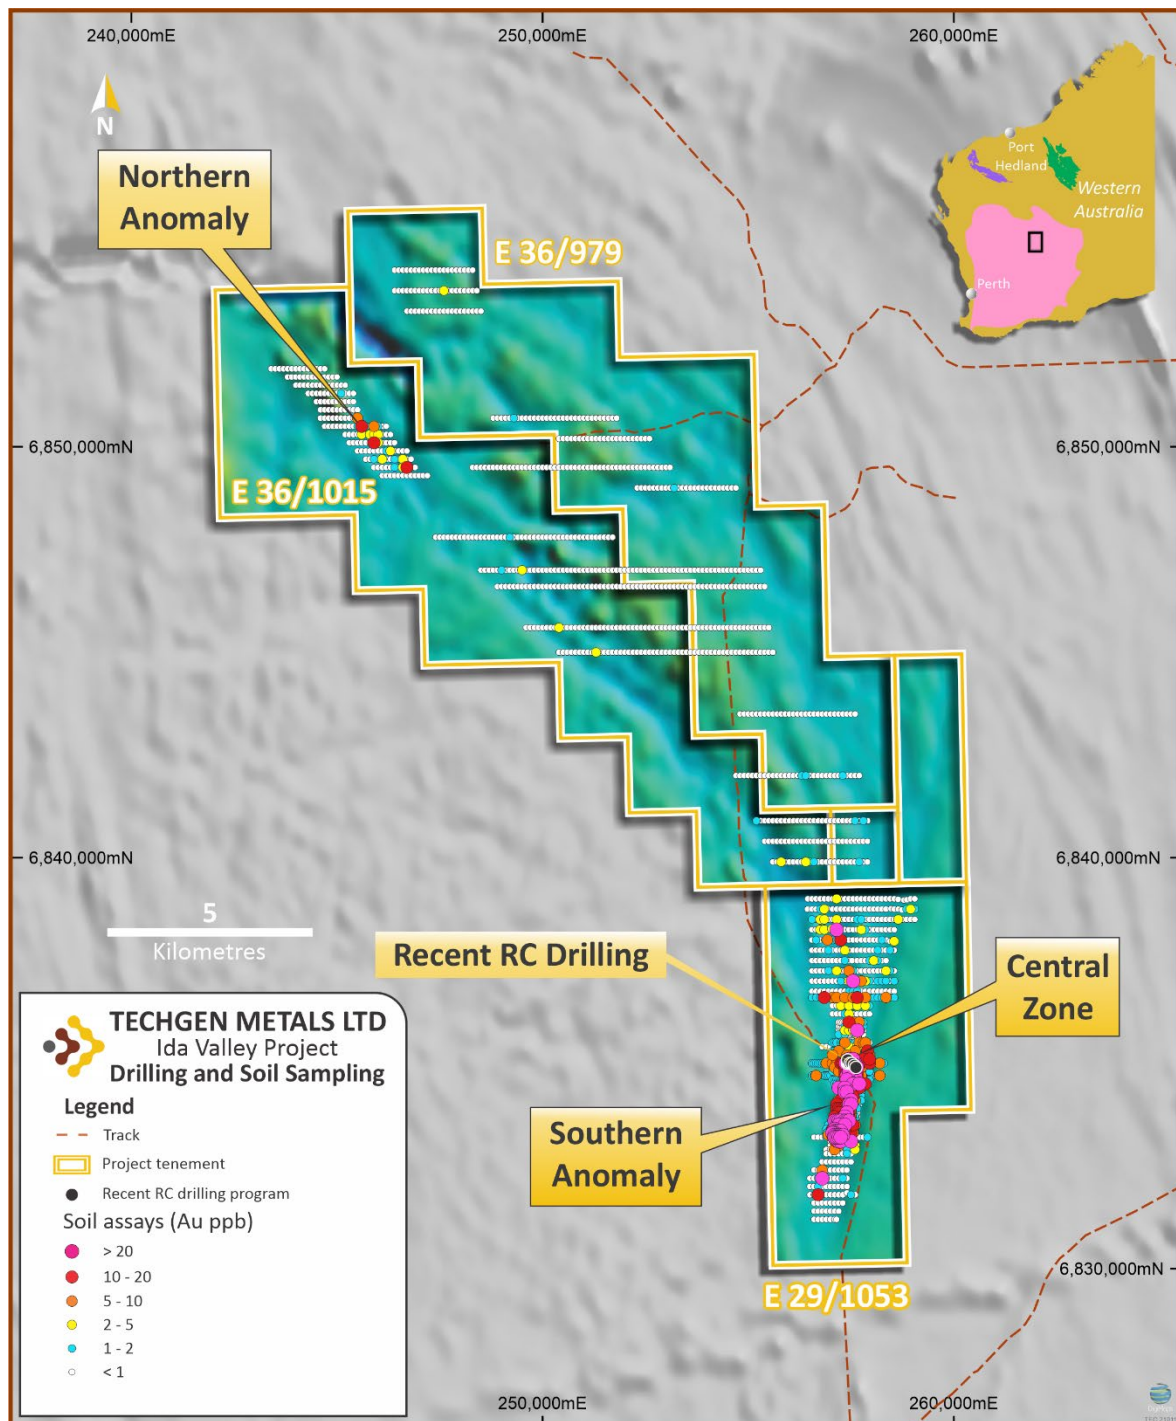 240,000mE
250,000mE
260,000mE
N
Port
Hedland
Western
Australia
Perth
Northern
Anomaly
E 36/979
6,850,000mN
6,850,000mN
E 36/1015
6,840,000mN
6,840,000mN
5
Kilometres
Recent RC Drilling
Central
Zone
Southern
Anomaly
6,830,000mN
E 29/1053
TECHGEN METALS LTD
Ida Valley Project
Drilling and Soil Sampling
Legend
Track
Project tenement
Recent RC drilling program
Soil assays (Au ppb)
> 20
10 - 20
5 - 10
2 - 5
1 - 2
< 1
250,000mE
260,000mE